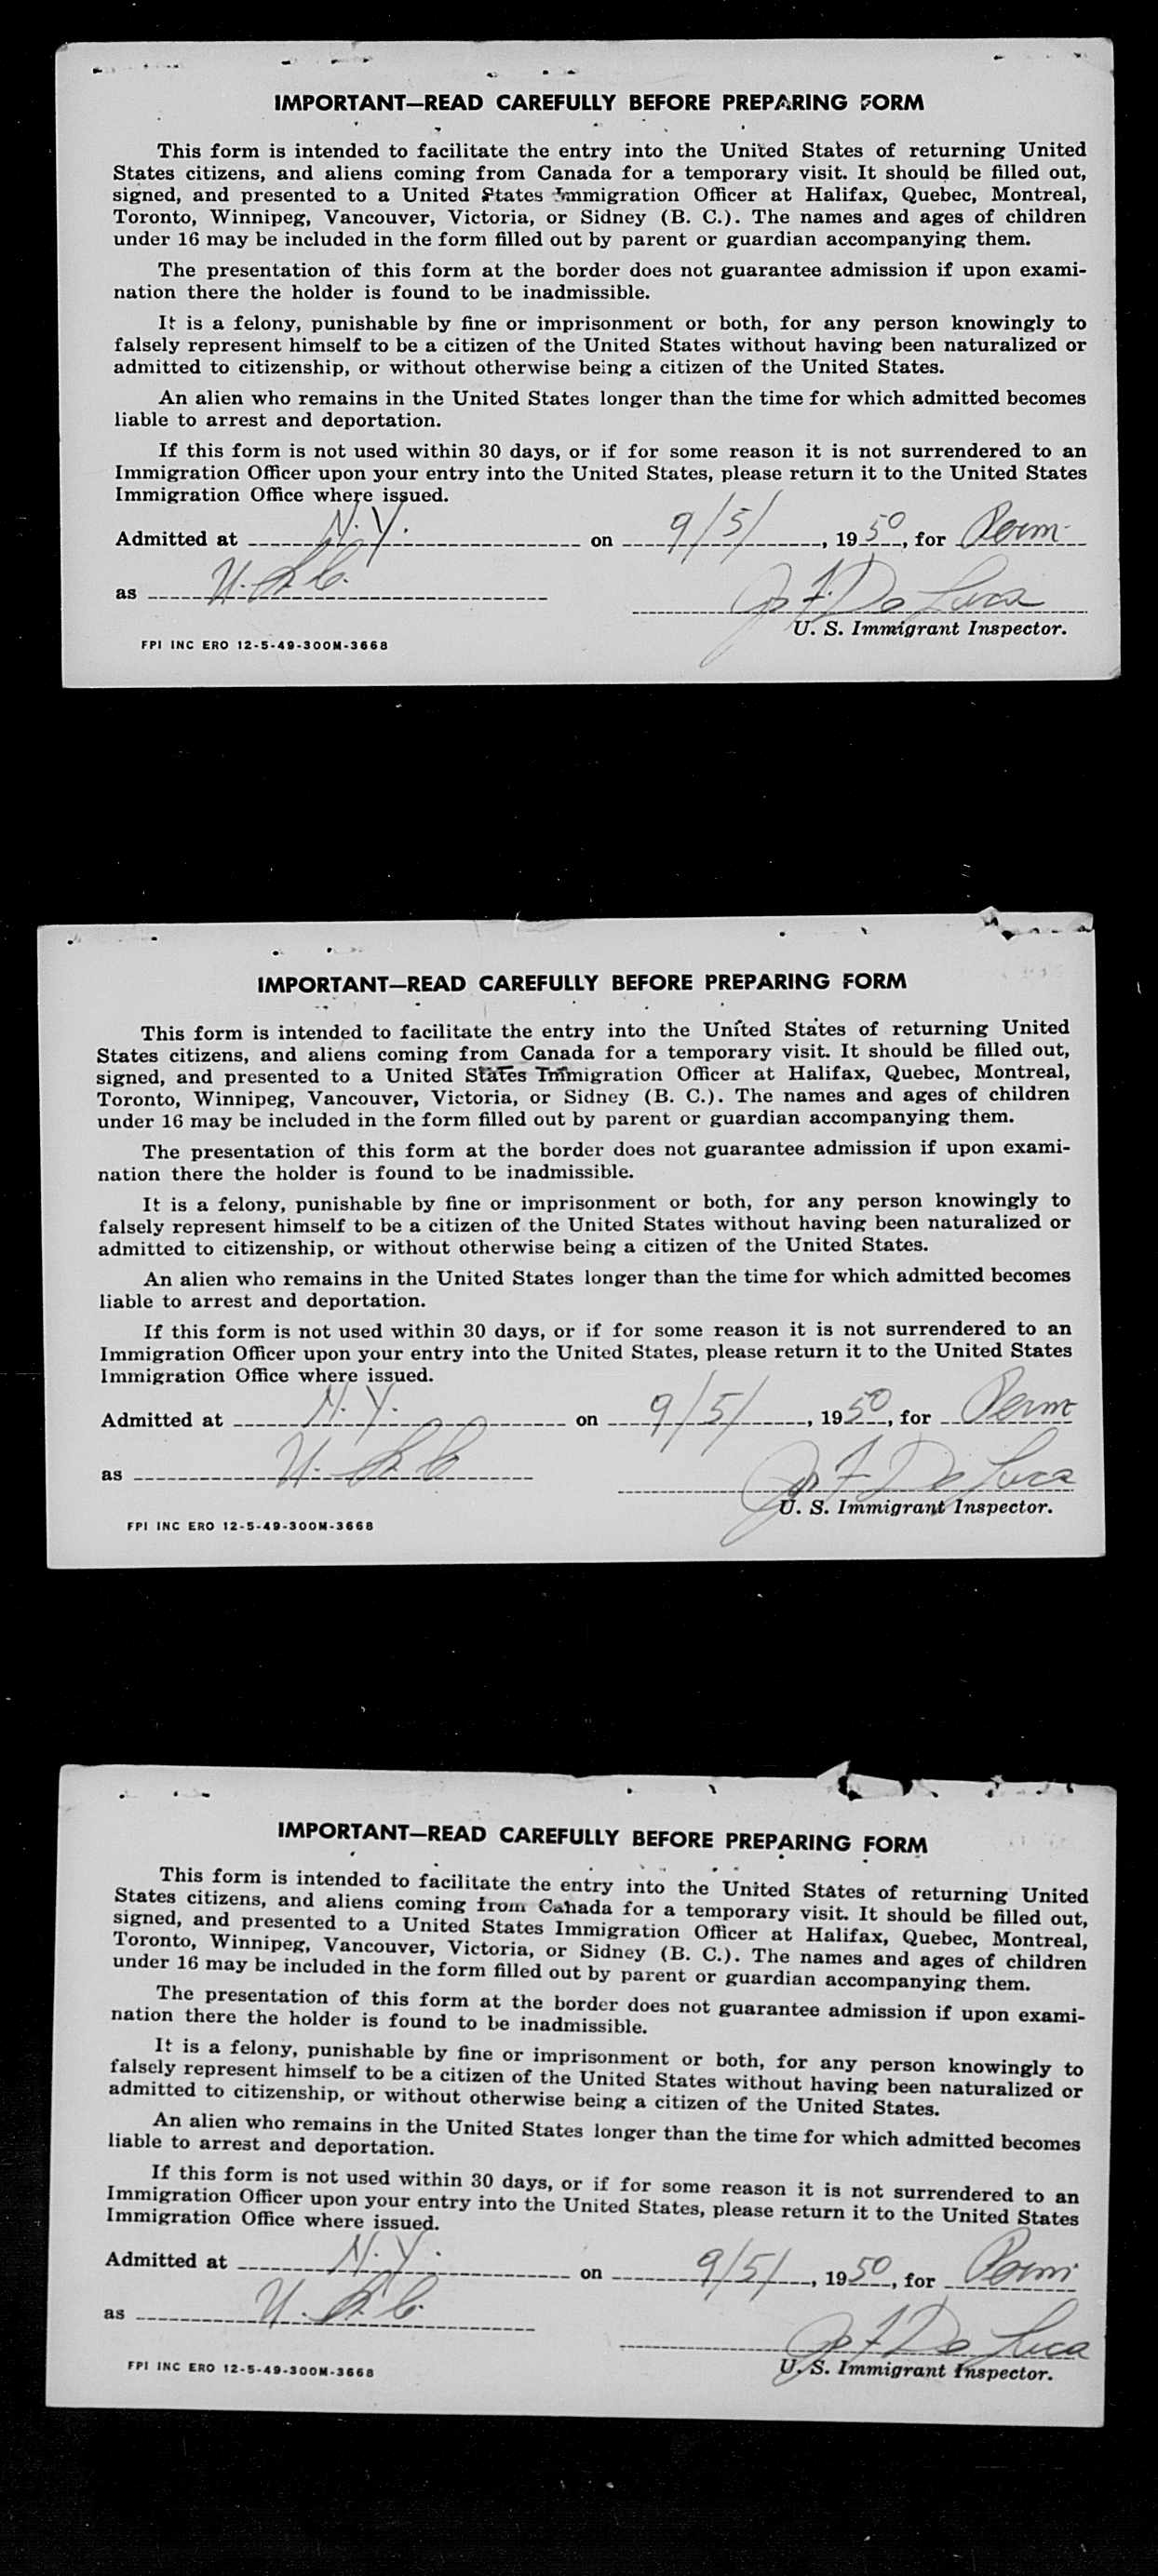 IMPORTANT—READ CAREFULLY BEFORE PREPARING FORM
This form is intended to facilitate the entry into the United States of returning United
States citizens, and aliens coming from Canada for a temporary visit. It should be filled out,
signed, and presented to a United States Immigration Officer at Halifax, Quebec, Montreal,
Toronto, Winnipeg, Vancouver, Victoria, or Sidney (B. C.). The names and ages of children
under 16 may be included in the form filled out by parent or guardian accompanying them.
The presentation of this form at the border does not guarantee admission if upon exami-
nation there the holder is found to be inadmissible.
It is a felony, punishable by fine or imprisonment or both, for any person knowingly to
falsely represent himself to be a citizen of the United States without having been naturalized or
admitted to citizenship, or without otherwise being a citizen of the United States.
An alien who remains in the United States longer than the time for which admitted becomes
liable to arrest and deportation.
If this form is not used within 30 days, or if for some reason it is not surrendered to an
Immigration Officer upon your entry into the United States, please return it to the United States
Immigration Office where issued.
Admitted at N. Y. on 9/5/, 1950, for Perm.
as U. S. C. Jos F. De Luca
U. S. Immigrant Inspector.
FPI INC ERO 12-5-49-300M-3668
IMPORTANT—READ CAREFULLY BEFORE PREPARING FORM
This form is intended to facilitate the entry into the United States of returning United
States citizens, and aliens coming from Canada for a temporary visit. It should be filled out,
signed, and presented to a United States Immigration Officer at Halifax, Quebec, Montreal,
Toronto, Winnipeg, Vancouver, Victoria, or Sidney (B. C.). The names and ages of children
under 16 may be included in the form filled out by parent or guardian accompanying them.
The presentation of this form at the border does not guarantee admission if upon exami-
nation there the holder is found to be inadmissible.
It is a felony, punishable by fine or imprisonment or both, for any person knowingly to
falsely represent himself to be a citizen of the United States without having been naturalized or
admitted to citizenship, or without otherwise being a citizen of the United States.
An alien who remains in the United States longer than the time for which admitted becomes
liable to arrest and deportation.
If this form is not used within 30 days, or if for some reason it is not surrendered to an
Immigration Officer upon your entry into the United States, please return it to the United States
Immigration Office where issued.
Admitted at N. Y. on 9/5/, 1950, for Perm
as U. S. C Jos F De Luca
U. S. Immigrant Inspector.
FPI INC ERO 12-5-49-300M-3668
IMPORTANT—READ CAREFULLY BEFORE PREPARING FORM
This form is intended to facilitate the entry into the United States of returning United
States citizens, and aliens coming from Canada for a temporary visit. It should be filled out,
signed, and presented to a United States Immigration Officer at Halifax, Quebec, Montreal,
Toronto, Winnipeg, Vancouver, Victoria, or Sidney (B. C.). The names and ages of children
under 16 may be included in the form filled out by parent or guardian accompanying them.
The presentation of this form at the border does not guarantee admission if upon exami-
nation there the holder is found to be inadmissible.
It is a felony, punishable by fine or imprisonment or both, for any person knowingly to
falsely represent himself to be a citizen of the United States without having been naturalized or
admitted to citizenship, or without otherwise being a citizen of the United States.
An alien who remains in the United States longer than the time for which admitted becomes
liable to arrest and deportation.
If this form is not used within 30 days, or if for some reason it is not surrendered to an
Immigration Officer upon your entry into the United States, please return it to the United States
Immigration Office where issued.
Admitted at N. Y. on 9/5/, 1950, for Perm.
as U. S. C. Jos F De Luca
U. S. Immigrant Inspector.
FPI INC ERO 12-5-49-300M-3668